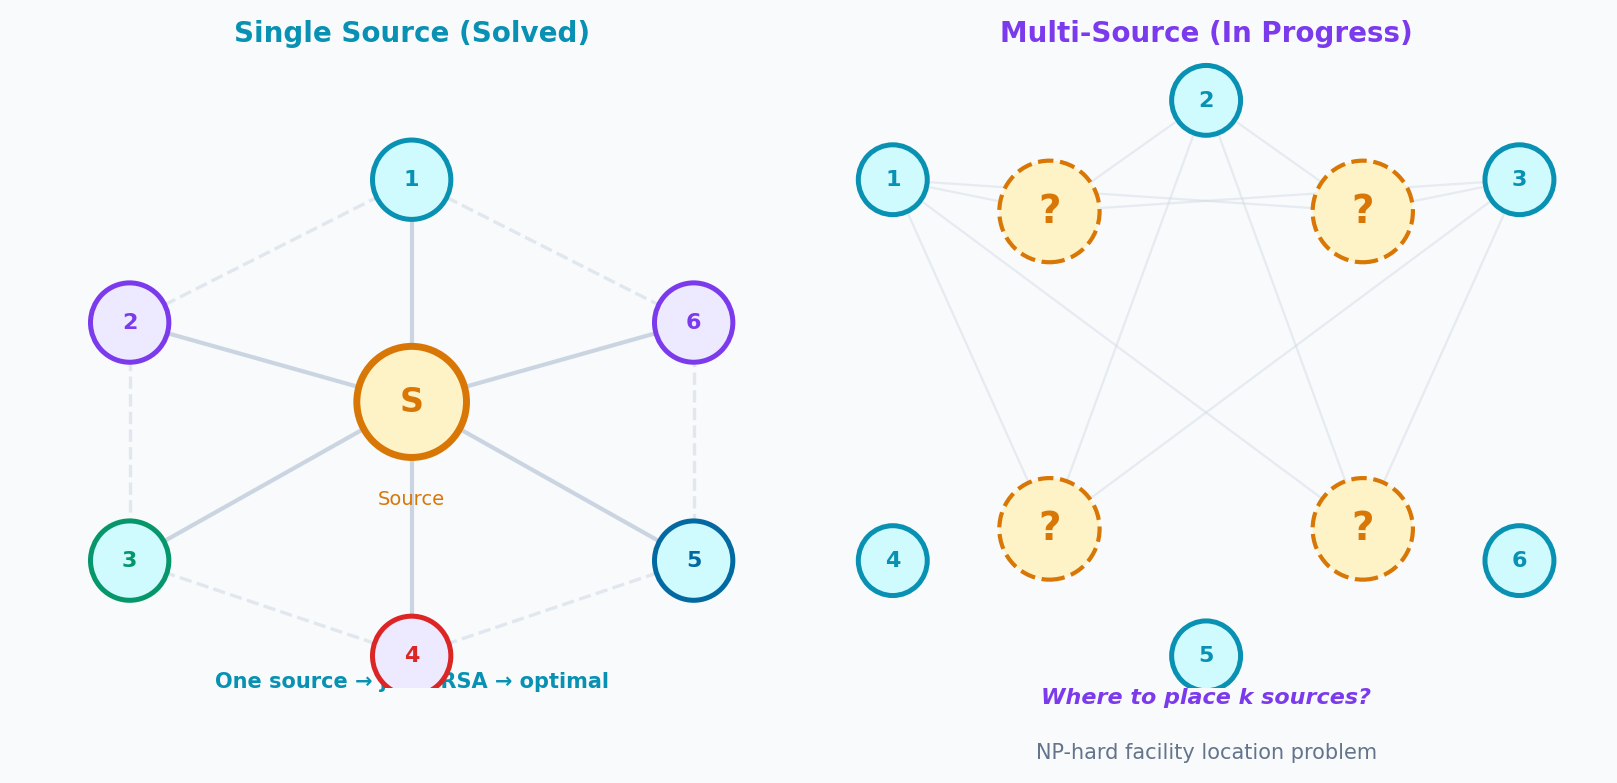 Single Source (Solved)
1
2
6
S
Source
3
5
4
One source → RSA → optimal
Multi-Source (In Progress)
2
1
3
?
?
?
?
4
6
5
Where to place k sources?
NP-hard facility location problem